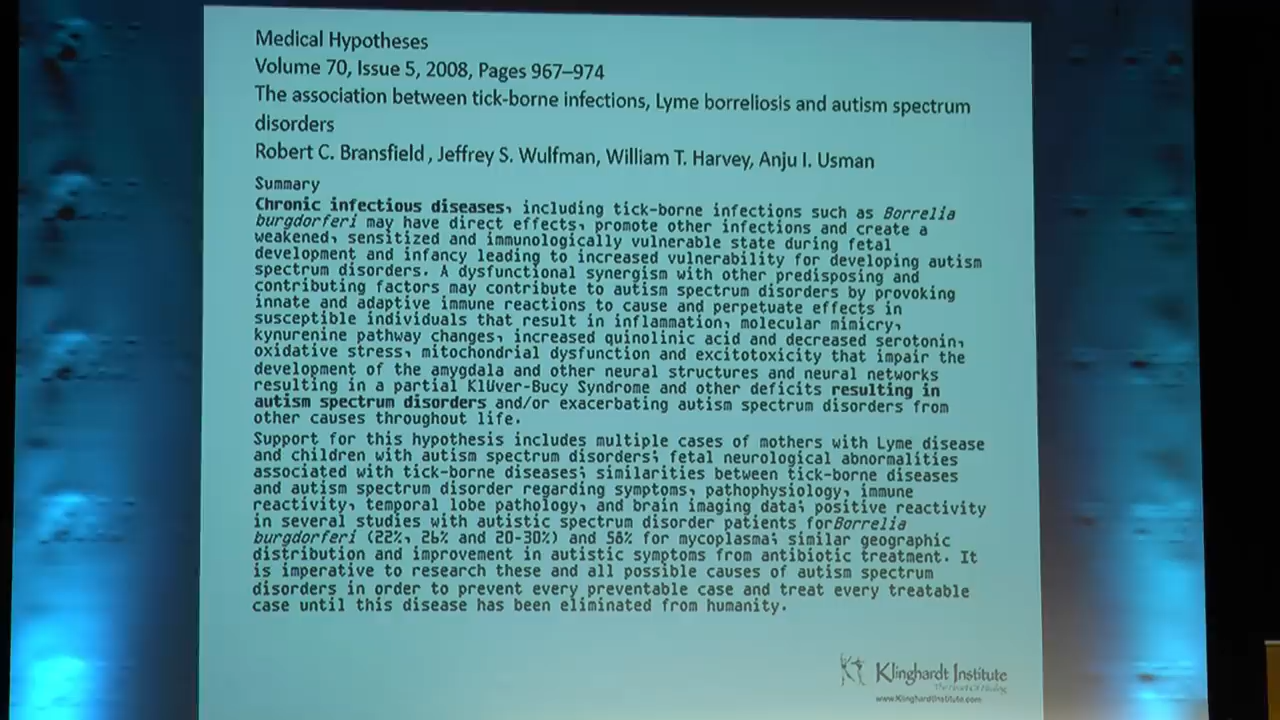 Medical Hypotheses
Volume 70, Issue 5, 2008, Pages 967–974
The association between tick-borne infections, Lyme borreliosis and autism spectrum
disorders
Robert C. Bransfield, Jeffrey S. Wulfman, William T. Harvey, Anju I. Usman
Summary
Chronic infectious diseases, including tick-borne infections such as Borrelia
burgdorferi may have direct effects, promote other infections and create a
weakened, sensitized and immunologically vulnerable state during fetal
development and infancy leading to increased vulnerability for developing autism
spectrum disorders. A dysfunctional synergism with other predisposing and
contributing factors may contribute to autism spectrum disorders by provoking
innate and adaptive immune reactions to cause and perpetuate effects in
susceptible individuals that result in inflammation, molecular mimicry,
kynurenine pathway changes, increased quinolinic acid and decreased serotonin,
oxidative stress, mitochondrial dysfunction and excitotoxicity that impair the
development of the amygdala and other neural structures and neural networks
resulting in a partial Klüver-Bucy Syndrome and other deficits resulting in
autism spectrum disorders and/or exacerbating autism spectrum disorders from
other causes throughout life.
Support for this hypothesis includes multiple cases of mothers with Lyme disease
and children with autism spectrum disorders; fetal neurological abnormalities
associated with tick-borne diseases; similarities between tick-borne diseases
and autism spectrum disorder regarding symptoms, pathophysiology, immune
reactivity, temporal lobe pathology, and brain imaging data; positive reactivity
in several studies with autistic spectrum disorder patients for Borrelia
burgdorferi (22%, 26% and 20-30%) and 58% for mycoplasma; similar geographic
distribution and improvement in autistic symptoms from antibiotic treatment. It
is imperative to research these and all possible causes of autism spectrum
disorders in order to prevent every preventable case and treat every treatable
case until this disease has been eliminated from humanity.
Klinghardt Institute
The Heart Of Healing
www.KlinghardtInstitute.com